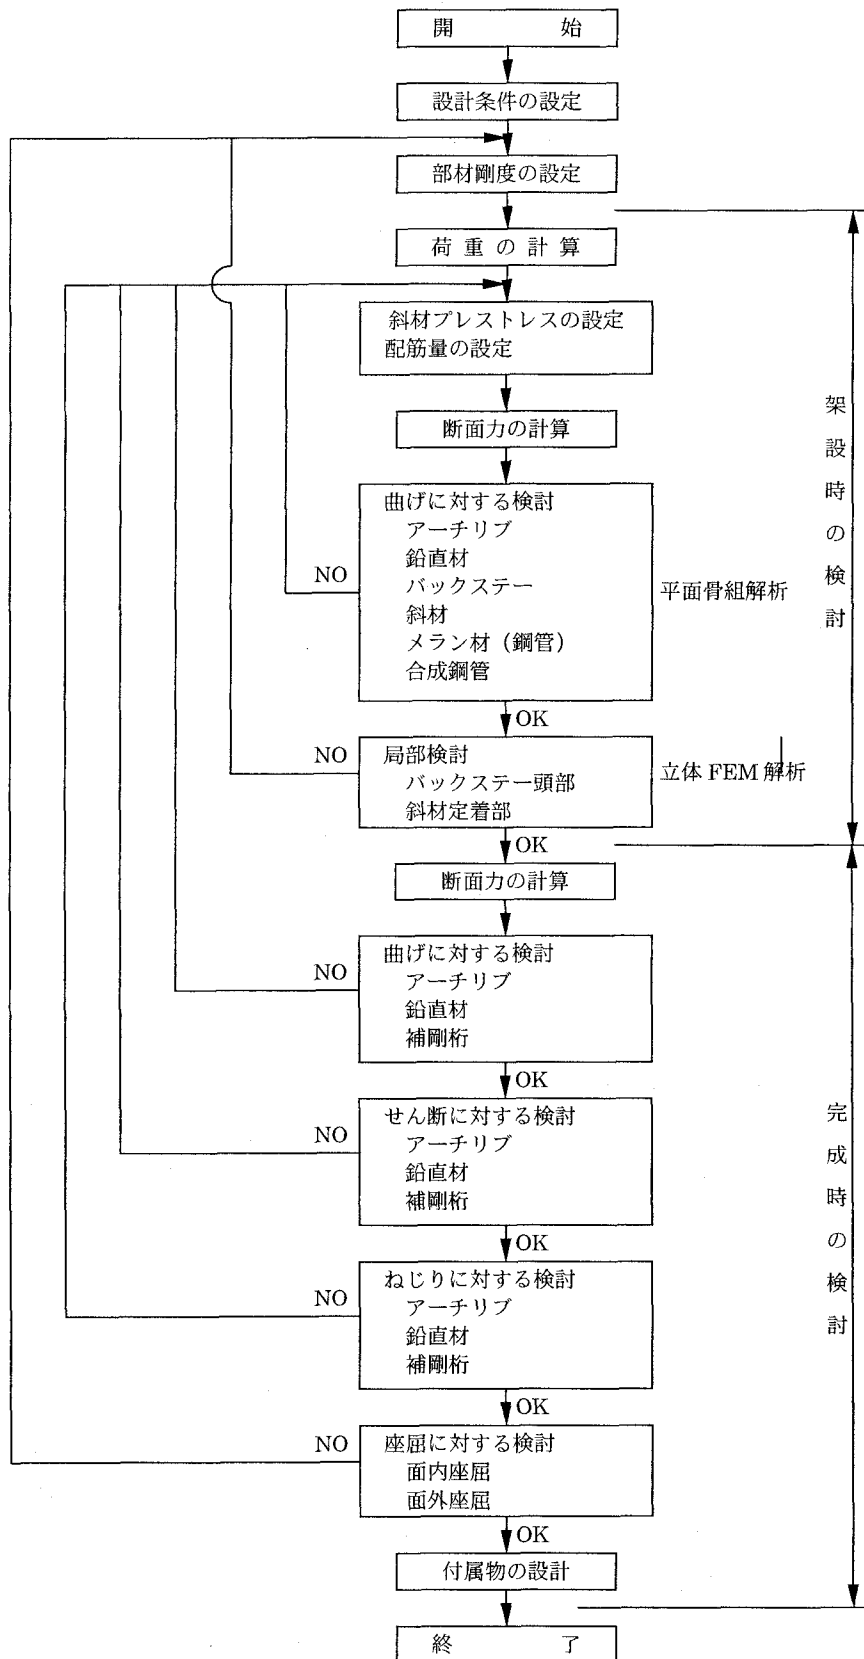 開 始
設計条件の設定
部材剛度の設定
荷重の計算
斜材プレストレスの設定
配筋量の設定
断面力の計算
曲げに対する検討
アーチリブ
鉛直材
バックステー
斜材
メラン材（鋼管）
合成鋼管
NO
平面骨組解析
OK
局部検討
バックステー頭部
斜材定着部
NO
立体 FEM 解析
OK
架設時の検討
断面力の計算
曲げに対する検討
アーチリブ
鉛直材
補剛桁
NO
OK
せん断に対する検討
アーチリブ
鉛直材
補剛桁
NO
OK
ねじりに対する検討
アーチリブ
鉛直材
補剛桁
NO
OK
座屈に対する検討
面内座屈
面外座屈
NO
OK
付属物の設計
完成時の検討
終 了